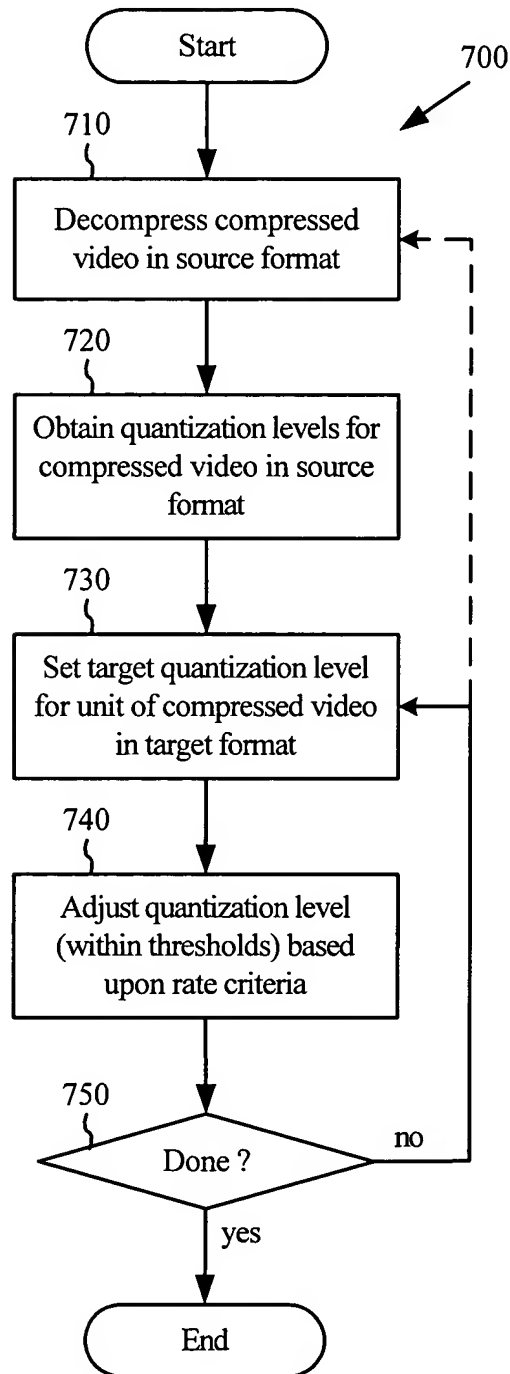 Start
700
710
Decompress compressed
video in source format
720
Obtain quantization levels for
compressed video in source
format
730
Set target quantization level
for unit of compressed video
in target format
740
Adjust quantization level
(within thresholds) based
upon rate criteria
750
Done ?
no
yes
End